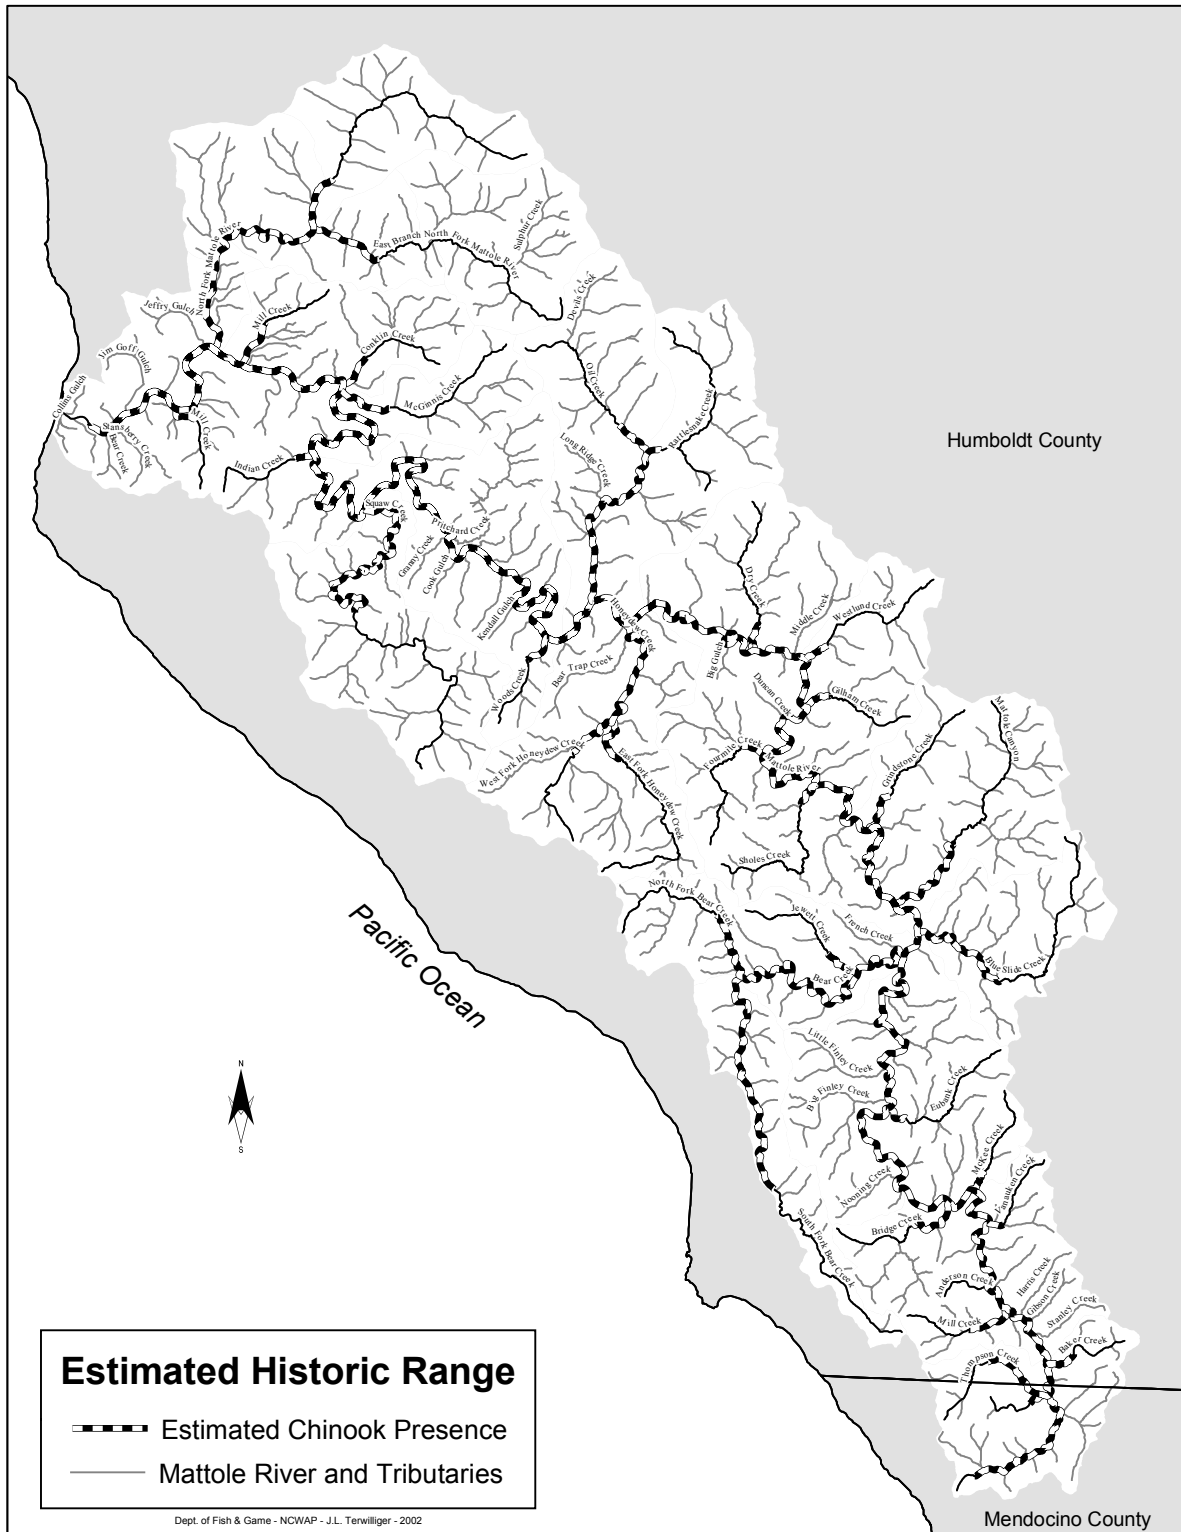 Sulphur Creek
East Branch North Fork Mattole River
North Fork Mattole River
Devils Creek
Jeffry Gulch
Mill Creek
Conklin Creek
Jim Goff Gulch
Oil Creek
Rattlesnake Creek
McGinnis Creek
Collins Gulch
Stansberry Creek
Bear Creek
Mill Creek
Humboldt County
Long Ridge Creek
Indian Creek
Squaw Creek
Pritchard Creek
Granny Creek
Cook Gulch
Kendall Gulch
Dry Creek
Middle Creek
Westlund Creek
Honeydew Creek
Big Gulch
Bear Trap Creek
Woods Creek
Duncan Creek
Gilham Creek
Mattole Canyon
West Fork Honeydew Creek
East Fork Honeydew Creek
Fourmile Creek
Mattole River
Grindstone Creek
Sholes Creek
North Fork Bear Creek
Jewett Creek
French Creek
Pacific Ocean
Bear Creek
Blue Slide Creek
Little Finley Creek
Big Finley Creek
Eubank Creek
N
S
McKee Creek
Vanauken Creek
Nooning Creek
Bridge Creek
South Fork Bear Creek
Anderson Creek
Harris Creek
Gibson Creek
Stanley Creek
Mill Creek
Baker Creek
Thompson Creek
Estimated Historic Range
Estimated Chinook Presence
Mattole River and Tributaries
Dept. of Fish & Game - NCWAP - J.L. Terwilliger - 2002
Mendocino County